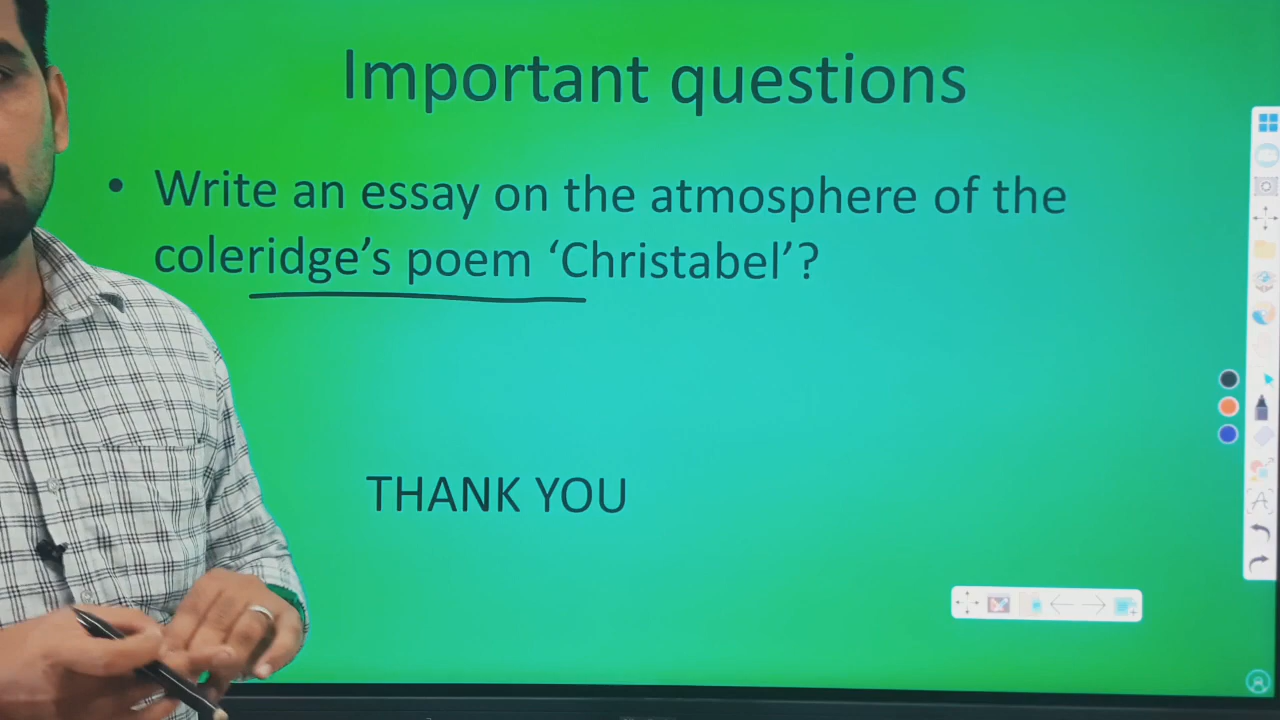 Important questions
• Write an essay on the atmosphere of the
coleridge's poem ‘Christabel’?
THANK YOU